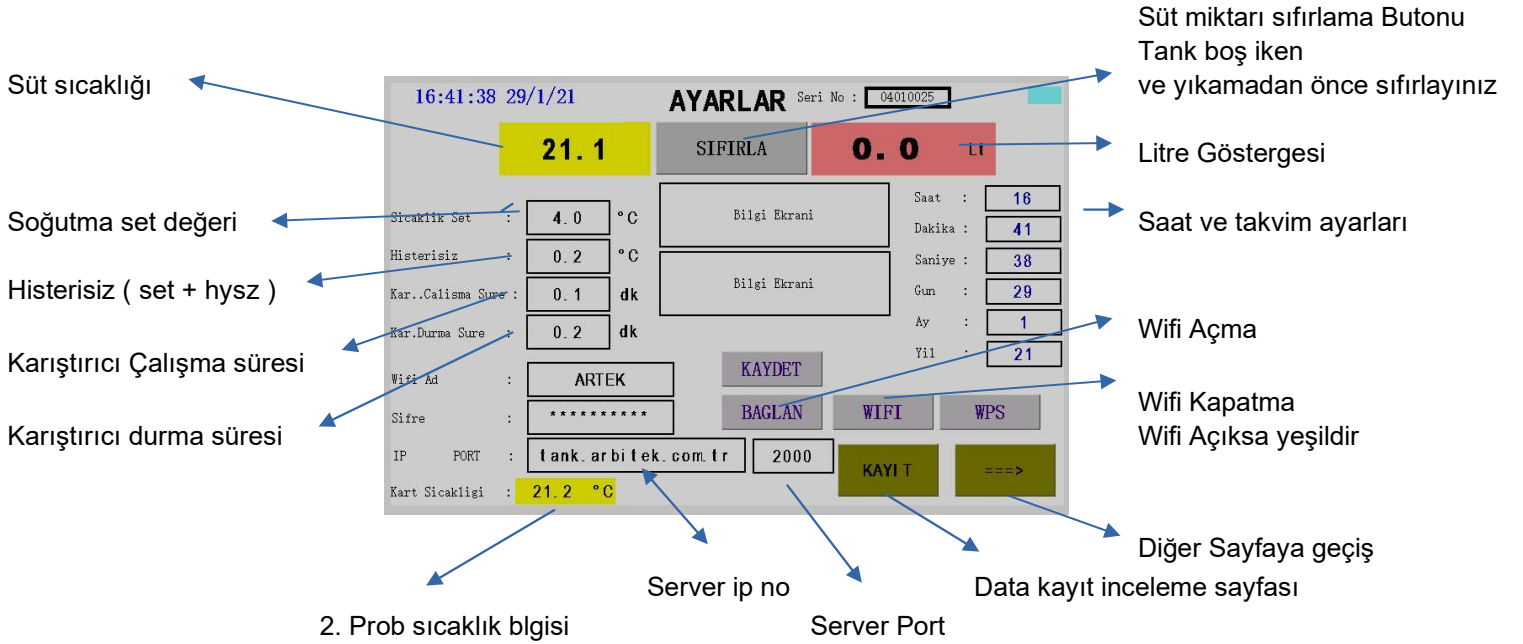 Süt miktarı sıfırlama Butonu
Tank boş iken
ve yıkamadan önce sıfırlayınız
Süt sıcaklığı
16:41:38 29/1/21
AYARLAR
Seri No : 04010025
21.1
SIFIRLA
0.0 Lt
Litre Göstergesi
Soğutma set değeri
Sicaklik Set : 4.0 °C
Bilgi Ekrani
Saat : 16
Saat ve takvim ayarları
Dakika : 41
Histerisiz : 0.2 °C
Saniye : 38
Histerisiz ( set + hysz )
Kar..Calisma Sure : 0.1 dk
Bilgi Ekrani
Gun : 29
Kar.Durma Sure : 0.2 dk
Ay : 1
Wifi Açma
Yil : 21
Karıştırıcı Çalışma süresi
Wifi Ad : ARTEK
KAYDET
Wifi Kapatma
Wifi Açıksa yeşildir
Sifre : **********
BAGLAN
WIFI
WPS
Karıştırıcı durma süresi
IP PORT : tank.arbitek.com.tr 2000
KAYIT
===>
Kart Sicakligi : 21.2 °C
Diğer Sayfaya geçiş
Server ip no
Data kayıt inceleme sayfası
2. Prob sıcaklık blgisi
Server Port